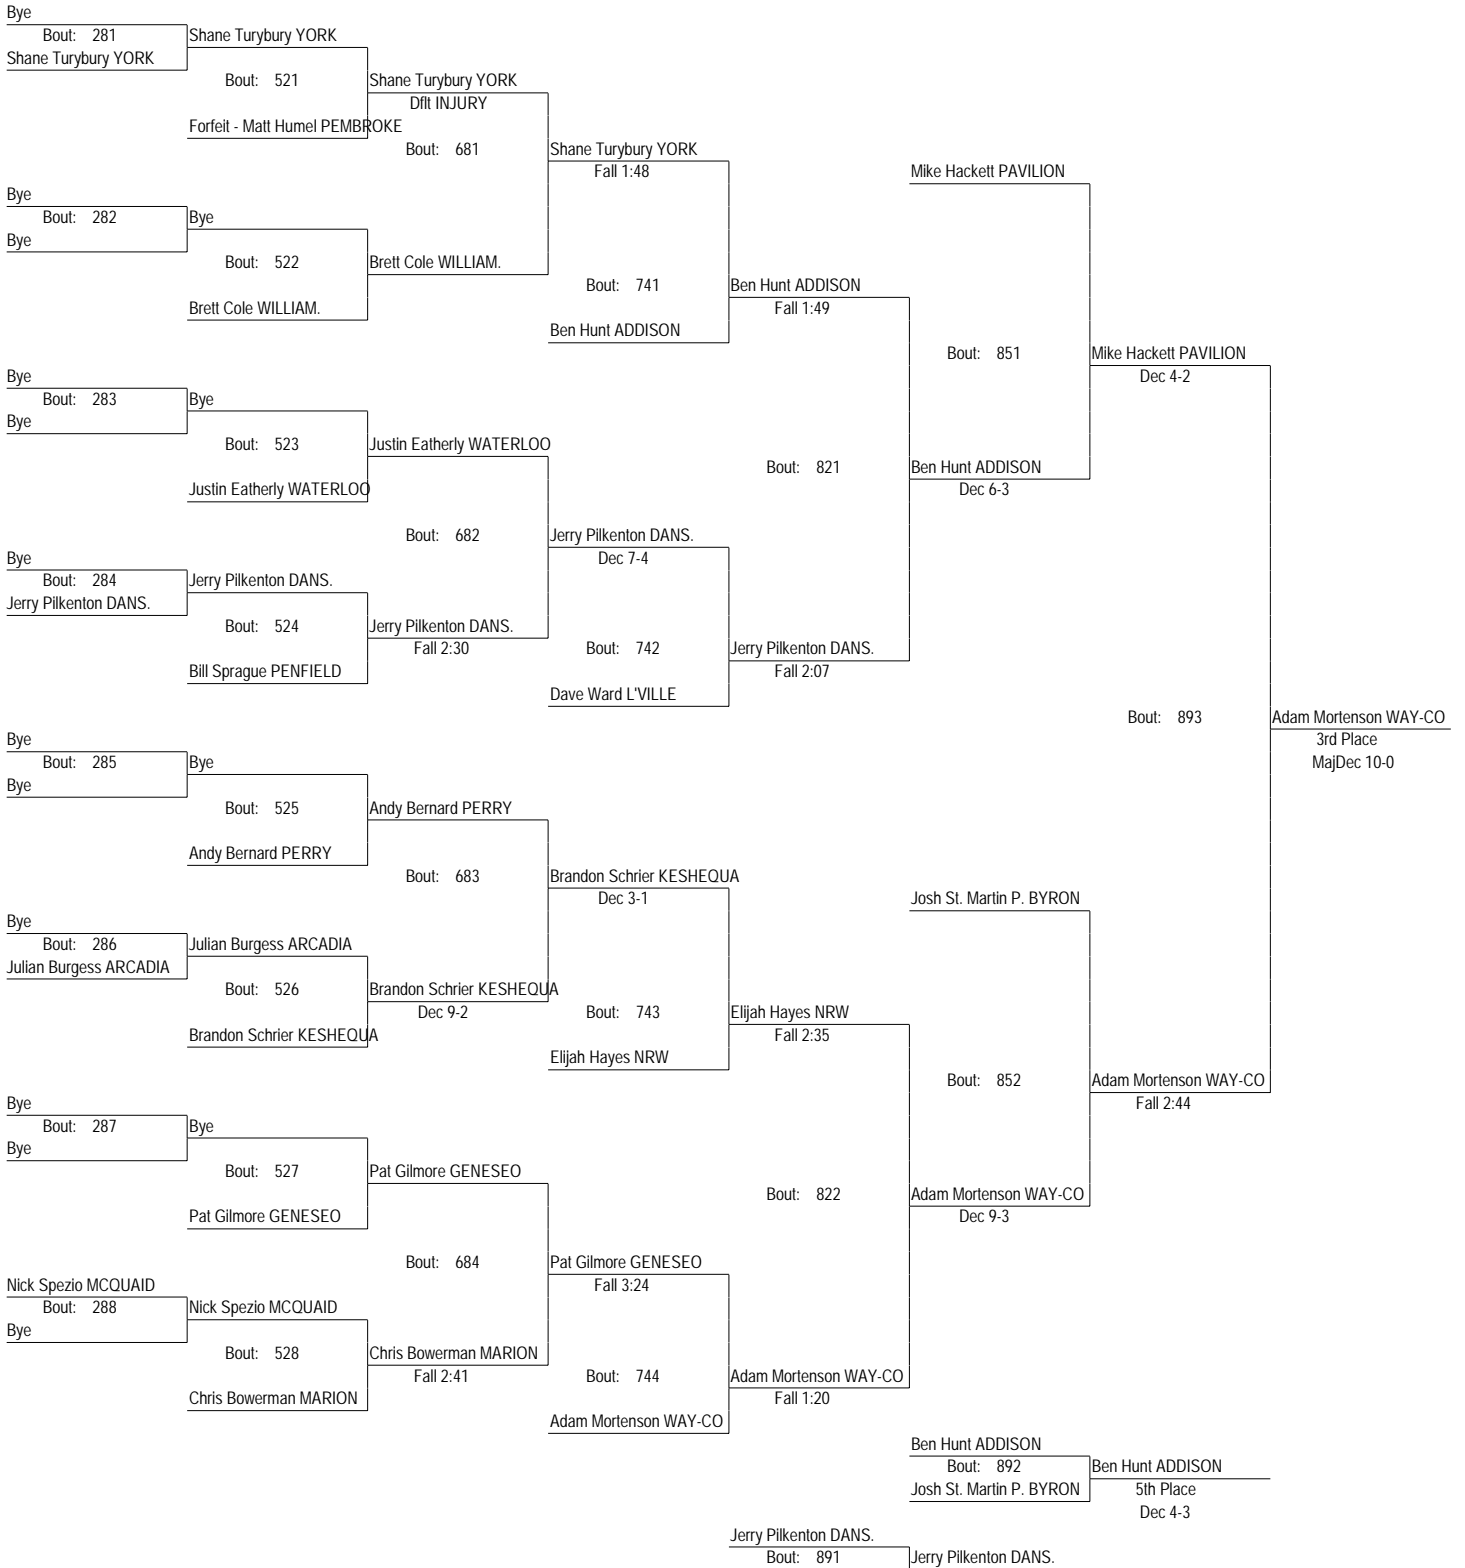 Bye
Bout: 281
Shane Turybury YORK
Shane Turybury YORK
Bout: 521
Forfeit - Matt Humel PEMBROKE
Shane Turybury YORK
Dflt INJURY
Bout: 681
Bye
Bout: 282
Bye
Bye
Bout: 522
Brett Cole WILLIAM.
Brett Cole WILLIAM.
Shane Turybury YORK
Fall 1:48
Bout: 741
Ben Hunt ADDISON
Ben Hunt ADDISON
Fall 1:49
Bye
Bout: 283
Bye
Bye
Bout: 523
Justin Eatherly WATERLOO
Justin Eatherly WATERLOO
Bout: 682
Bye
Bout: 284
Jerry Pilkenton DANS.
Jerry Pilkenton DANS.
Bout: 524
Bill Sprague PENFIELD
Jerry Pilkenton DANS.
Fall 2:30
Jerry Pilkenton DANS.
Dec 7-4
Bout: 742
Dave Ward L'VILLE
Jerry Pilkenton DANS.
Fall 2:07
Bout: 821
Mike Hackett PAVILION
Bout: 851
Ben Hunt ADDISON
Dec 6-3
Mike Hackett PAVILION
Dec 4-2
Bye
Bout: 285
Bye
Bye
Bout: 525
Andy Bernard PERRY
Andy Bernard PERRY
Bout: 683
Bye
Bout: 286
Julian Burgess ARCADIA
Julian Burgess ARCADIA
Bout: 526
Brandon Schrier KESHEQUA
Brandon Schrier KESHEQUA
Dec 9-2
Brandon Schrier KESHEQUA
Dec 3-1
Bout: 743
Elijah Hayes NRW
Elijah Hayes NRW
Fall 2:35
Bye
Bout: 287
Bye
Bye
Bout: 527
Pat Gilmore GENESEO
Pat Gilmore GENESEO
Bout: 684
Nick Spezio MCQUAID
Bout: 288
Bye
Nick Spezio MCQUAID
Bout: 528
Chris Bowerman MARION
Chris Bowerman MARION
Fall 2:41
Pat Gilmore GENESEO
Fall 3:24
Bout: 744
Adam Mortenson WAY-CO
Adam Mortenson WAY-CO
Fall 1:20
Bout: 822
Josh St. Martin P. BYRON
Bout: 852
Adam Mortenson WAY-CO
Dec 9-3
Adam Mortenson WAY-CO
Fall 2:44
Bout: 893
Adam Mortenson WAY-CO
3rd Place
MajDec 10-0
Ben Hunt ADDISON
Bout: 892
Josh St. Martin P. BYRON
Ben Hunt ADDISON
5th Place
Dec 4-3
Jerry Pilkenton DANS.
Bout: 891
Jerry Pilkenton DANS.